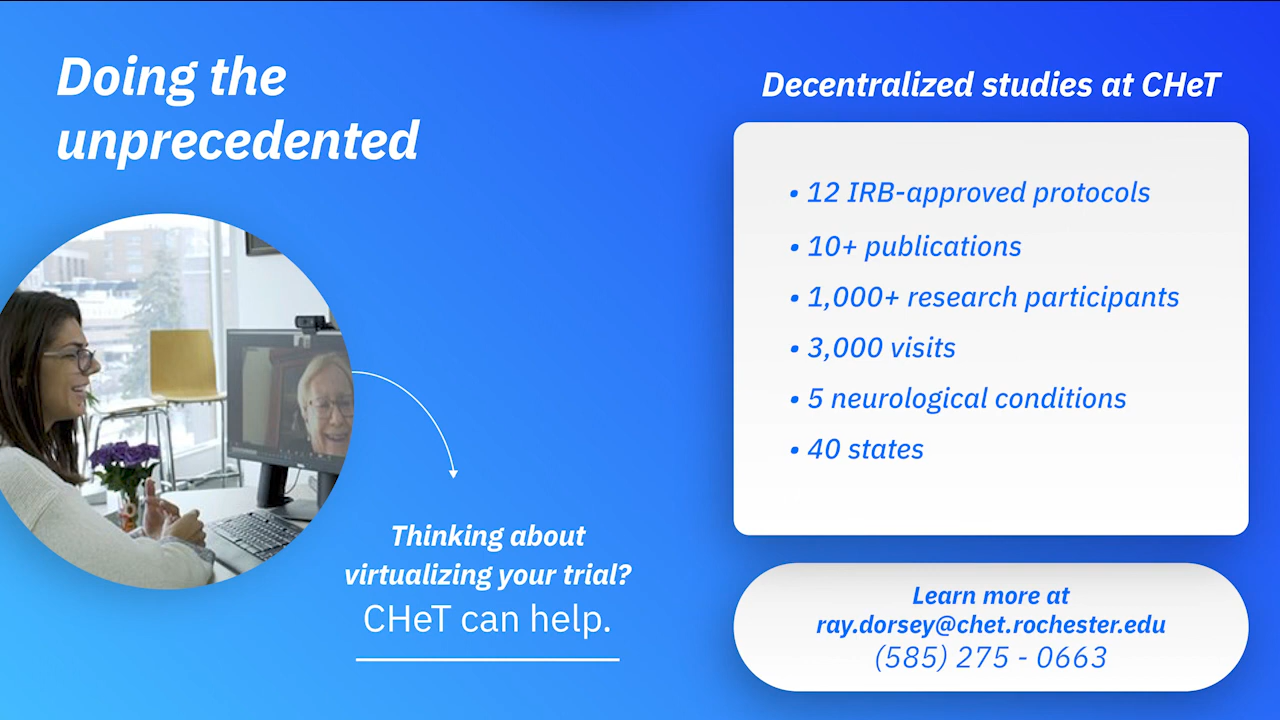 Doing the
unprecedented
Thinking about
virtualizing your trial?
CHeT can help.
Decentralized studies at CHeT
• 12 IRB-approved protocols
• 10+ publications
• 1,000+ research participants
• 3,000 visits
• 5 neurological conditions
• 40 states
Learn more at
ray.dorsey@chet.rochester.edu
(585) 275 - 0663